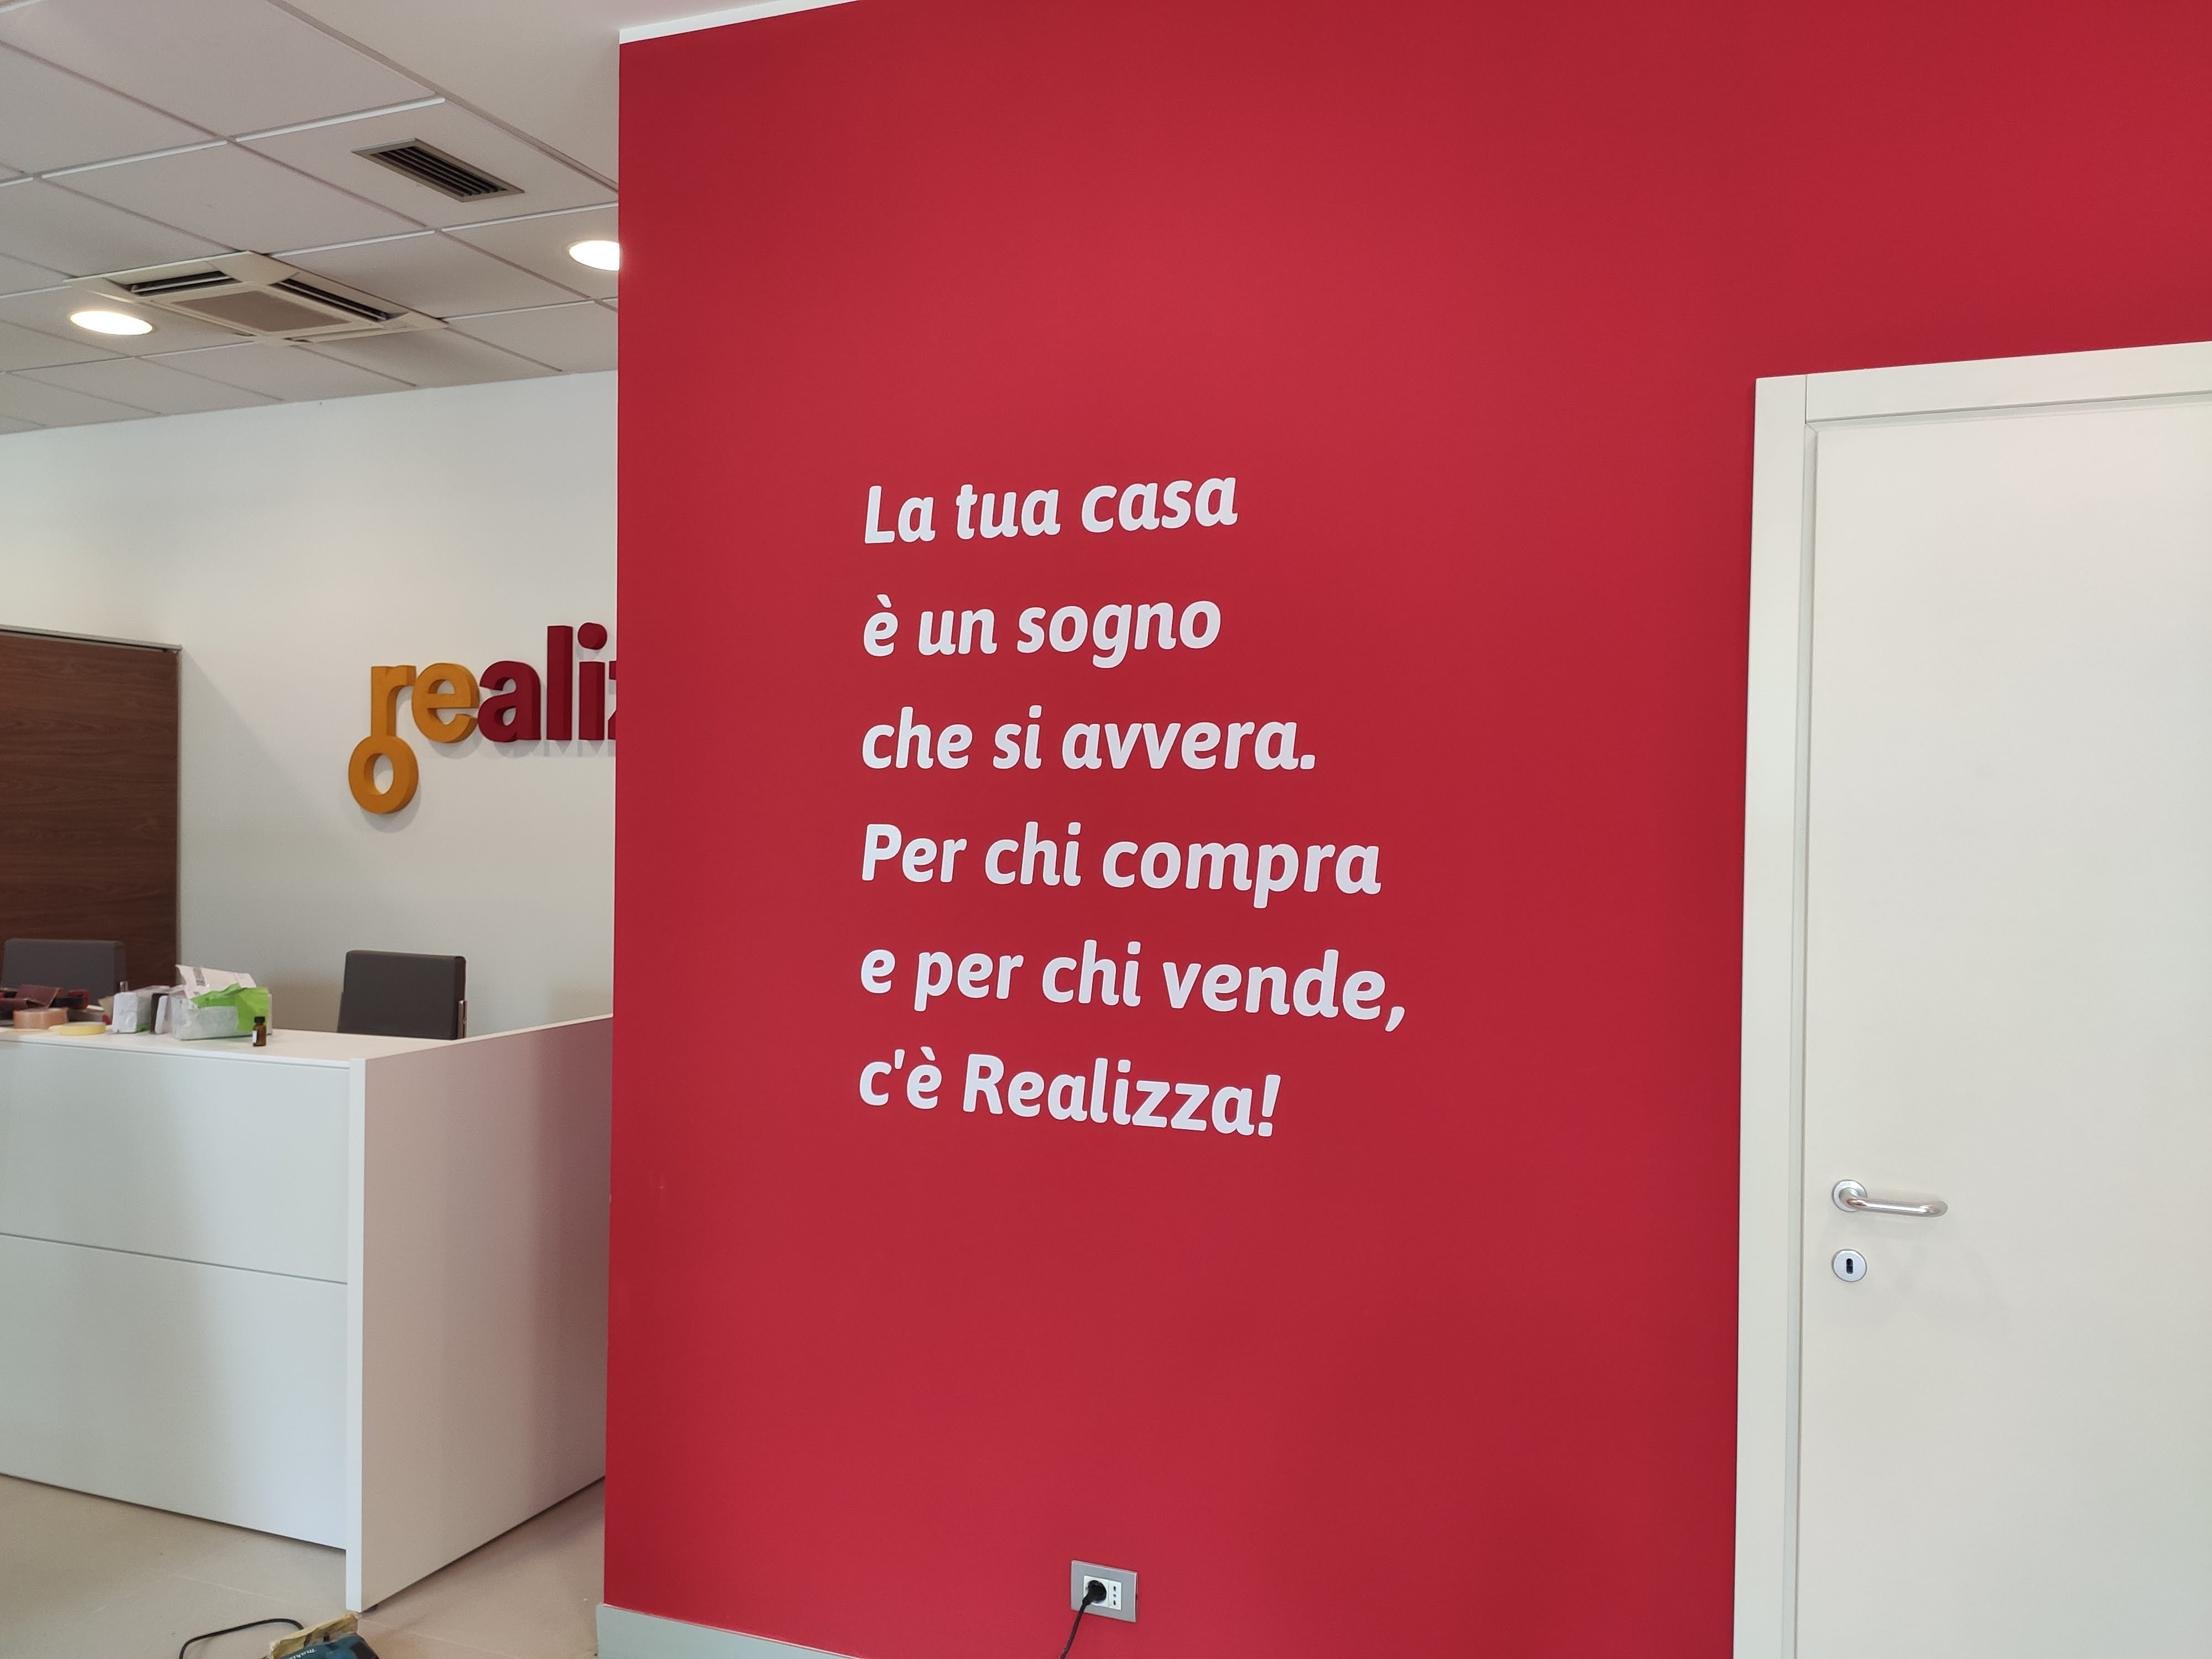 realiz
La tua casa
è un sogno
che si avvera.
Per chi compra
e per chi vende,
c'è Realizza!